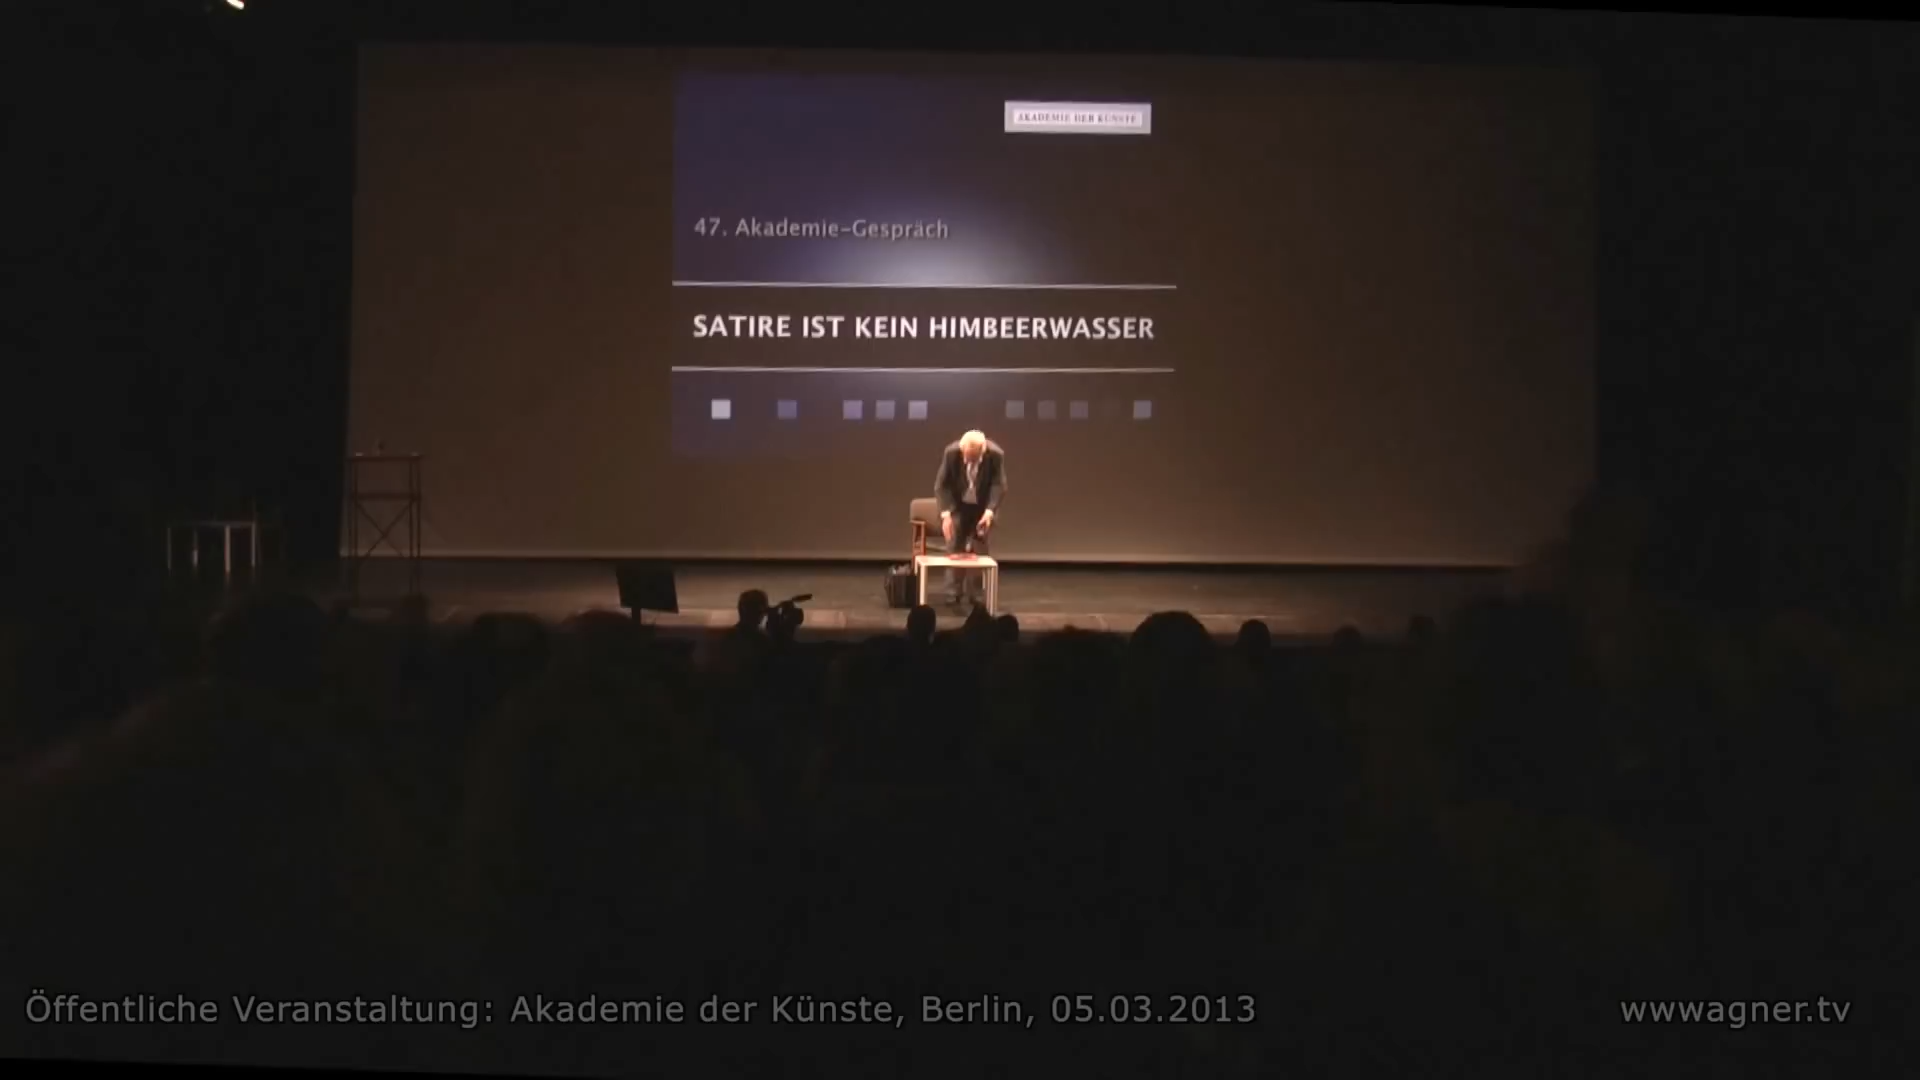 AKADEMIE DER KÜNSTE
47. Akademie-Gespräch
SATIRE IST KEIN HIMBEERWASSER
Öffentliche Veranstaltung: Akademie der Künste, Berlin, 05.03.2013
wwwagner.tv